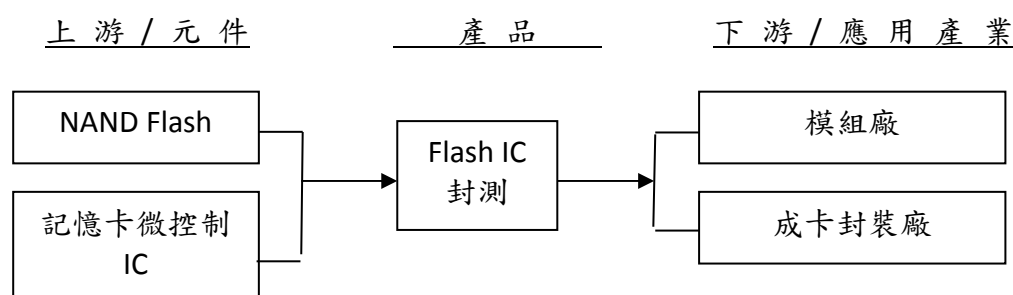 上 游 / 元 件
產 品
下 游 / 應 用 產 業
NAND Flash
記憶卡微控制
IC
Flash IC
封測
模組廠
成卡封裝廠